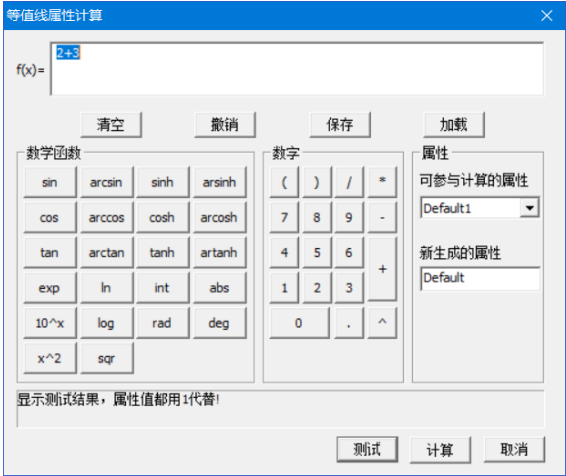 等值线属性计算
f(x)= 2+3
清空 撤销 保存 加载
数学函数 数字 属性
sin arcsin sinh arsinh ( ) / * 可参与计算的属性
cos arccos cosh arcosh 7 8 9 - Default1
tan arctan tanh artanh 4 5 6 + 新生成的属性
exp ln int abs 1 2 3 Default
10^x log rad deg 0 . ^
x^2 sqr
显示测试结果，属性值都用1代替!
测试 计算 取消